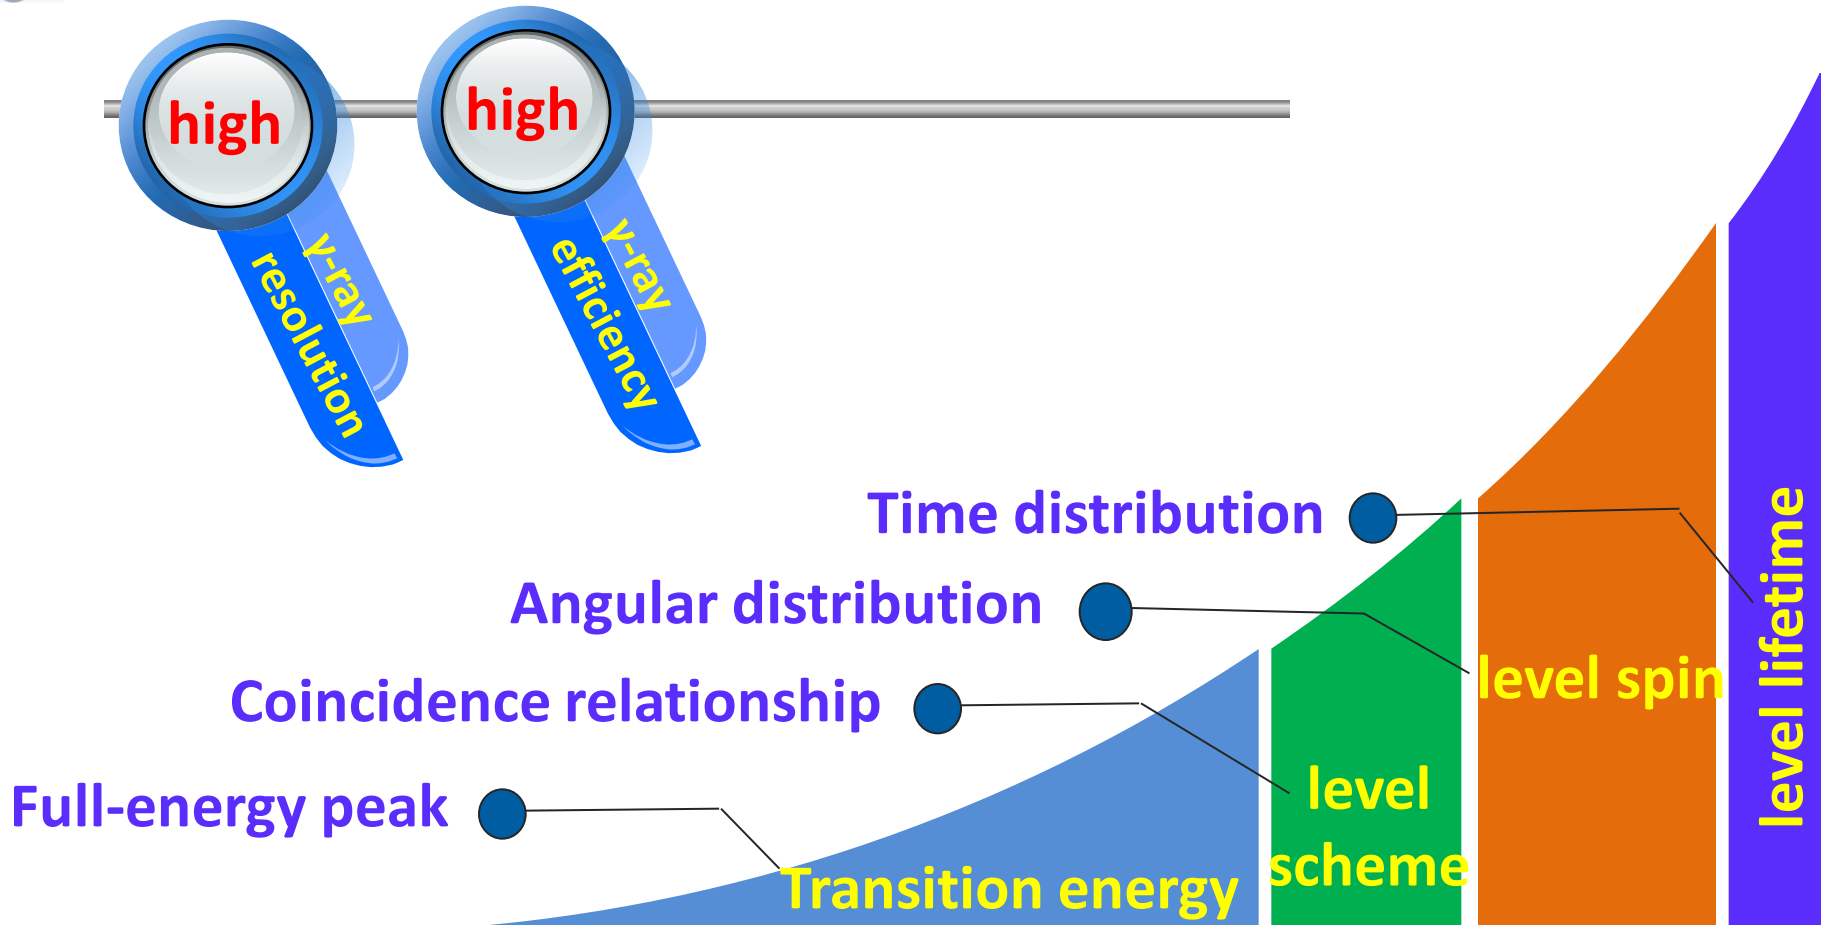 high
high
γ-ray
resolution
γ-ray
efficiency
Time distribution
Angular distribution
Coincidence relationship
Full-energy peak
Transition energy
level
scheme
level spin
level lifetime